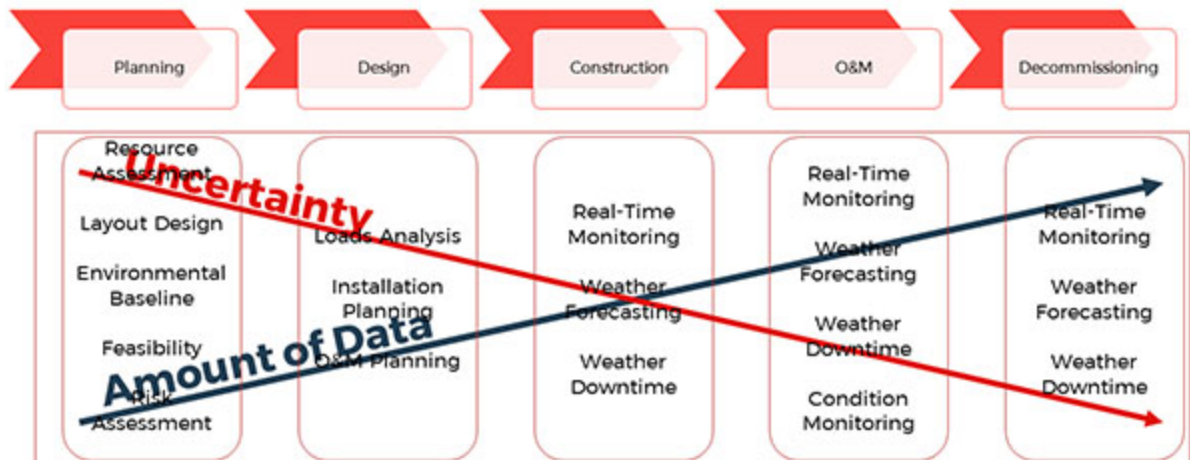 Planning
Design
Construction
O&M
Decommissioning
Uncertainty
Amount of Data
Resource
Assessment
Layout Design
Environmental
Baseline
Feasibility
Risk
Assessment
Loads Analysis
Installation
Planning
O&M Planning
Real-Time
Monitoring
Weather
Forecasting
Weather
Downtime
Real-Time
Monitoring
Weather
Forecasting
Weather
Downtime
Condition
Monitoring
Real-Time
Monitoring
Weather
Forecasting
Weather
Downtime